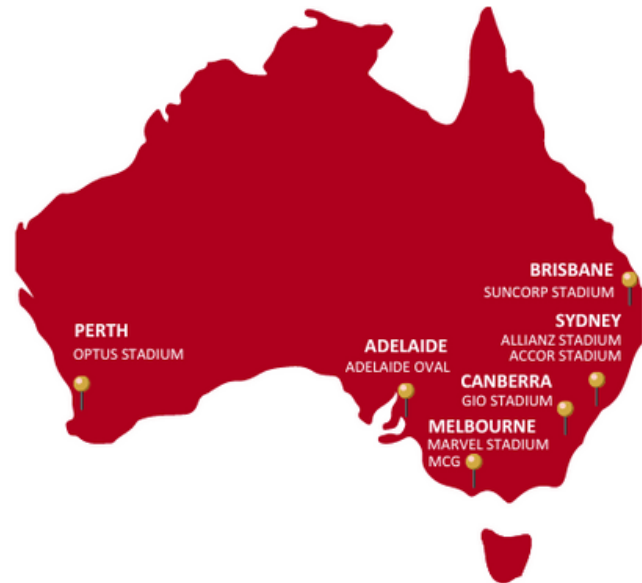 BRISBANE
SUNCORP STADIUM
SYDNEY
ALLIANZ STADIUM
ACCOR STADIUM
PERTH
OPTUS STADIUM
ADELAIDE
ADELAIDE OVAL
CANBERRA
GIO STADIUM
MELBOURNE
MARVEL STADIUM
MCG